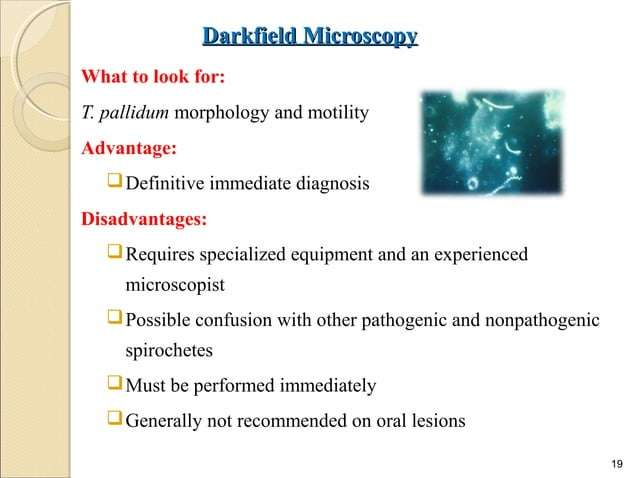 Darkfield Microscopy
What to look for:
T. pallidum morphology and motility
Advantage:
Definitive immediate diagnosis
Disadvantages:
Requires specialized equipment and an experienced
microscopist
Possible confusion with other pathogenic and nonpathogenic
spirochetes
Must be performed immediately
Generally not recommended on oral lesions
19